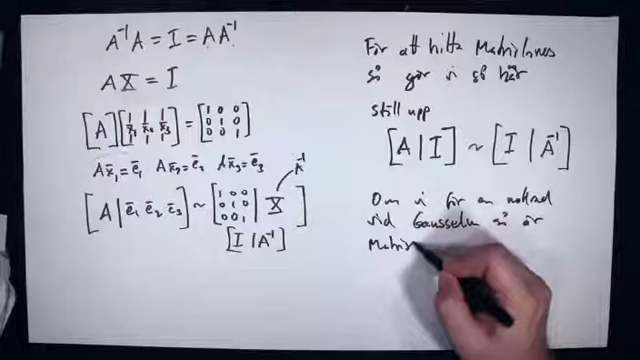 A⁻¹A = I = AA⁻¹
AX = I
[A][x̄₁ x̄₂ x̄₃] = [1 0 0
0 1 0
0 0 1]
Ax̄₁ = ē₁ Ax̄₂ = ē₂ Ax̄₃ = ē₃
A⁻¹
[A | ē₁ ē₂ ē₃] ~ [1 0 0
0 1 0
0 0 1 | X]
[I | A⁻¹]
För att hitta Matrisinvers
så gör vi så här
still upp
[A | I] ~ [I | A⁻¹]
Om vi får en nollrad
vid Gausselim så är
Matris